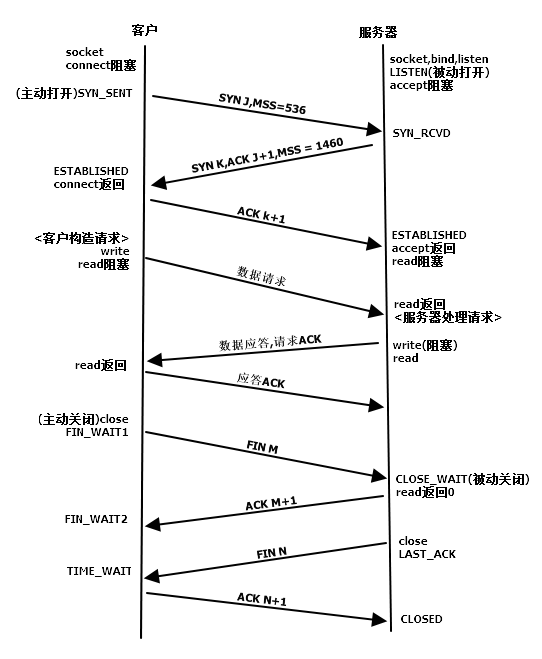 客户
服务器
socket
connect阻塞
socket,bind,listen
LISTEN(被动打开)
accept阻塞
(主动打开)SYN_SENT
SYN J,MSS=536
SYN_RCVD
SYN K,ACK J+1,MSS = 1460
ESTABLISHED
connect返回
ACK k+1
ESTABLISHED
accept返回
read阻塞
<客户构造请求>
write
read阻塞
数据请求
read返回
<服务器处理请求>
数据应答,请求ACK
write(阻塞)
read
read返回
应答ACK
(主动关闭)close
FIN_WAIT1
FIN M
CLOSE_WAIT(被动关闭)
read返回0
ACK M+1
FIN_WAIT2
close
LAST_ACK
FIN N
TIME_WAIT
ACK N+1
CLOSED